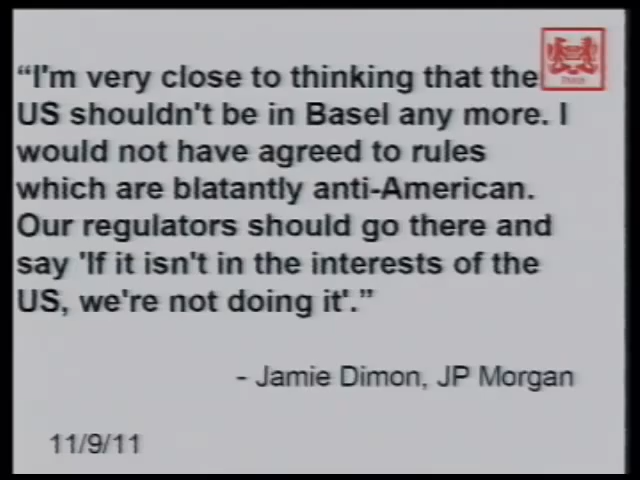 “I'm very close to thinking that the
US shouldn't be in Basel any more. I
would not have agreed to rules
which are blatantly anti-American.
Our regulators should go there and
say 'If it isn't in the interests of the
US, we're not doing it'.”
- Jamie Dimon, JP Morgan
11/9/11